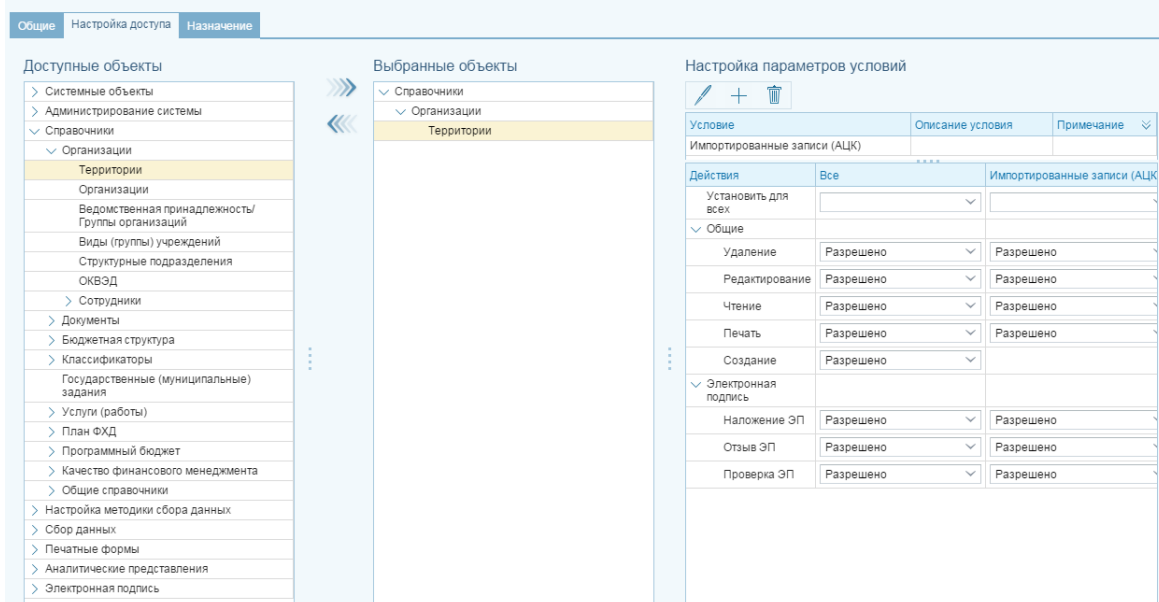 Общие
Настройка доступа
Назначение
Доступные объекты
Системные объекты
Администрирование системы
Справочники
Организации
Территории
Организации
Ведомственная принадлежность/
Группы организаций
Виды (группы) учреждений
Структурные подразделения
ОКВЭД
Сотрудники
Документы
Бюджетная структура
Классификаторы
Государственные (муниципальные)
задания
Услуги (работы)
План ФХД
Программный бюджет
Качество финансового менеджмента
Общие справочники
Настройка методики сбора данных
Сбор данных
Печатные формы
Аналитические представления
Электронная подпись
Выбранные объекты
Справочники
Организации
Территории
Настройка параметров условий
Условие Описание условия Примечание
Импортированные записи (АЦК)
Действия Все Импортированные записи (АЦК
Установить для
всех
Общие
Удаление Разрешено Разрешено
Редактирование Разрешено Разрешено
Чтение Разрешено Разрешено
Печать Разрешено Разрешено
Создание Разрешено
Электронная
подпись
Наложение ЭП Разрешено Разрешено
Отзыв ЭП Разрешено Разрешено
Проверка ЭП Разрешено Разрешено